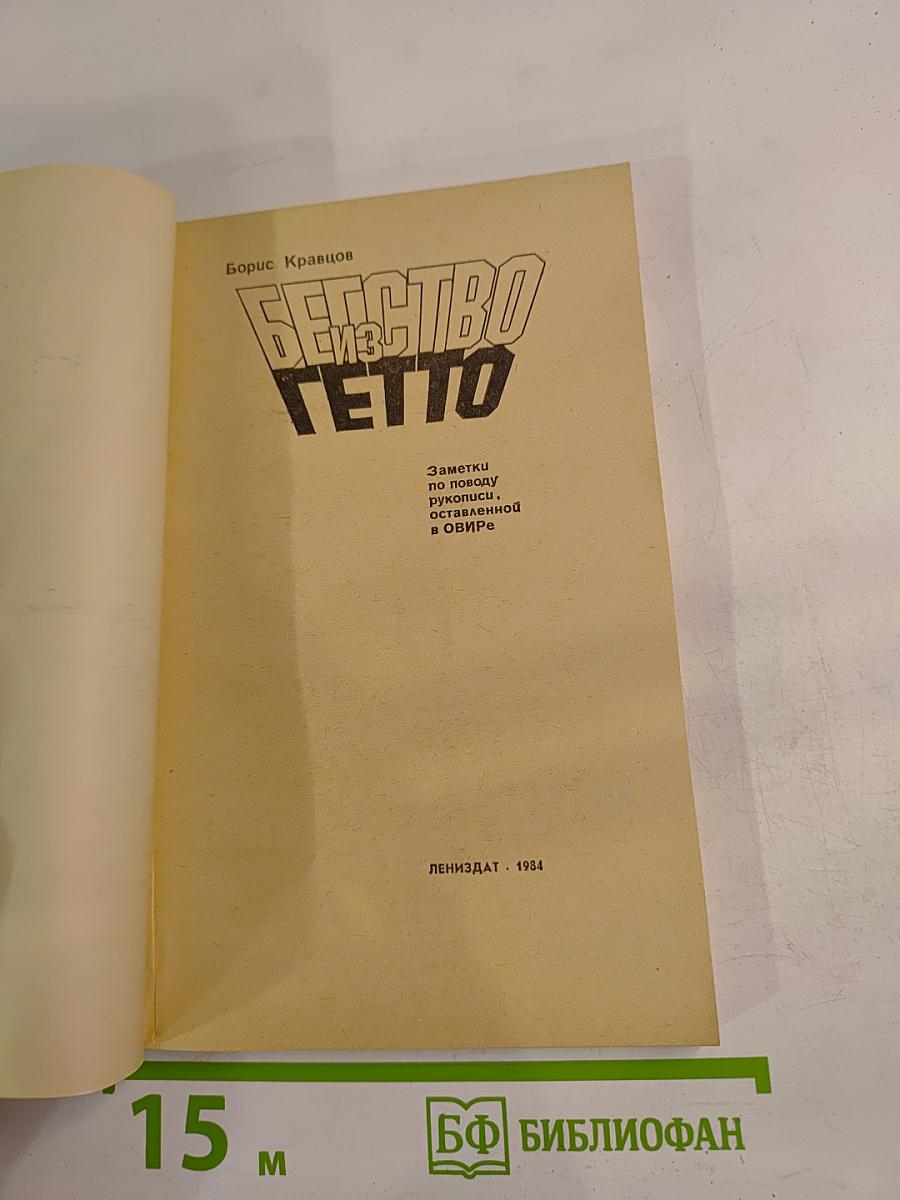 Борис Кравцов
БЕГСТВО
ИЗ
ГЕТТО
Заметки
по поводу
рукописи,
оставленной
в ОВИРе
ЛЕНИЗДАТ · 1984
15 м
БФ БИБЛИОФАН